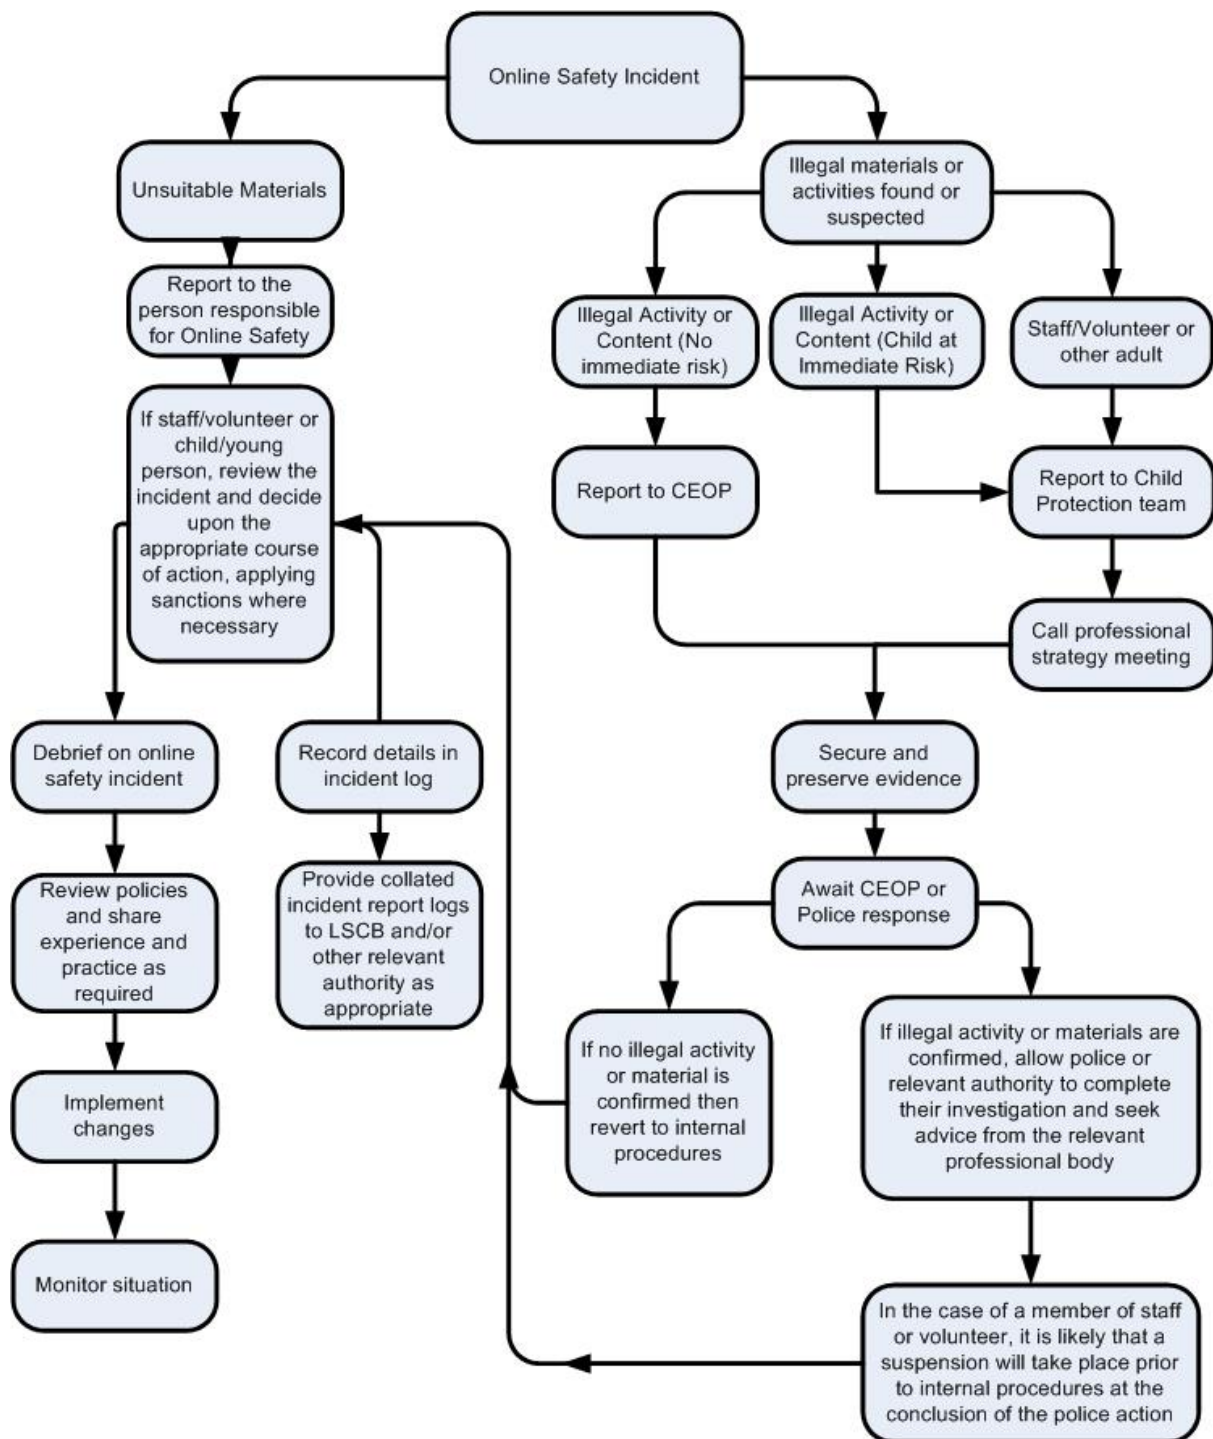 Online Safety Incident
Unsuitable Materials
Illegal materials or
activities found or
suspected
Report to the
person responsible
for Online Safety
Illegal Activity or
Content (No
immediate risk)
Illegal Activity or
Content (Child at
Immediate Risk)
Staff/Volunteer or
other adult
If staff/volunteer or
child/young
person, review the
incident and decide
upon the
appropriate course
of action, applying
sanctions where
necessary
Report to CEOP
Report to Child
Protection team
Call professional
strategy meeting
Debrief on online
safety incident
Record details in
incident log
Secure and
preserve evidence
Review policies
and share
experience and
practice as
required
Provide collated
incident report logs
to LSCB and/or
other relevant
authority as
appropriate
Await CEOP or
Police response
If no illegal activity
or material is
confirmed then
revert to internal
procedures
If illegal activity or materials are
confirmed, allow police or
relevant authority to complete
their investigation and seek
advice from the relevant
professional body
Implement
changes
Monitor situation
In the case of a member of staff
or volunteer, it is likely that a
suspension will take place prior
to internal procedures at the
conclusion of the police action